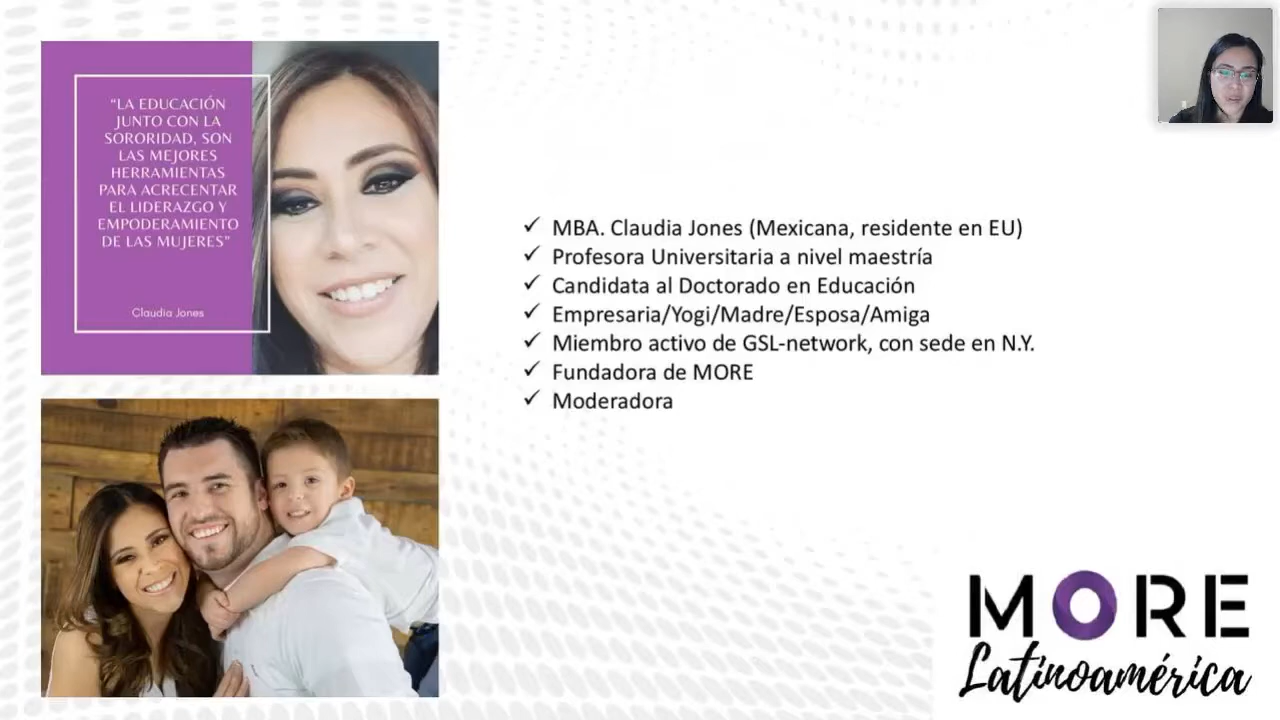 “LA EDUCACIÓN
JUNTO CON LA
SORORIDAD, SON
LAS MEJORES
HERRAMIENTAS
PARA ACRECENTAR
EL LIDERAZGO Y
EMPODERAMIENTO
DE LAS MUJERES”
Claudia Jones
✓ MBA. Claudia Jones (Mexicana, residente en EU)
✓ Profesora Universitaria a nivel maestría
✓ Candidata al Doctorado en Educación
✓ Empresaria/Yogi/Madre/Esposa/Amiga
✓ Miembro activo de GSL-network, con sede en N.Y.
✓ Fundadora de MORE
✓ Moderadora
MORE
Latinoamérica